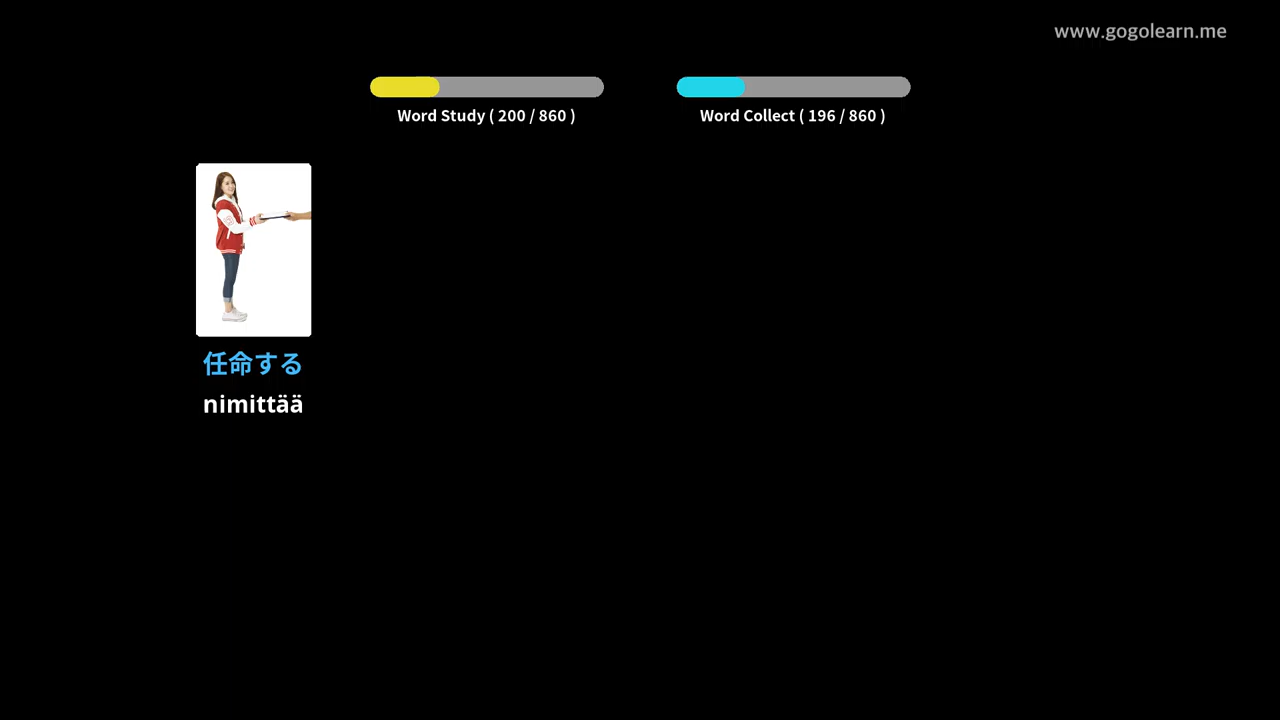 www.gogolearn.me
Word Study ( 200 / 860 )
Word Collect ( 196 / 860 )
任命する
nimittää